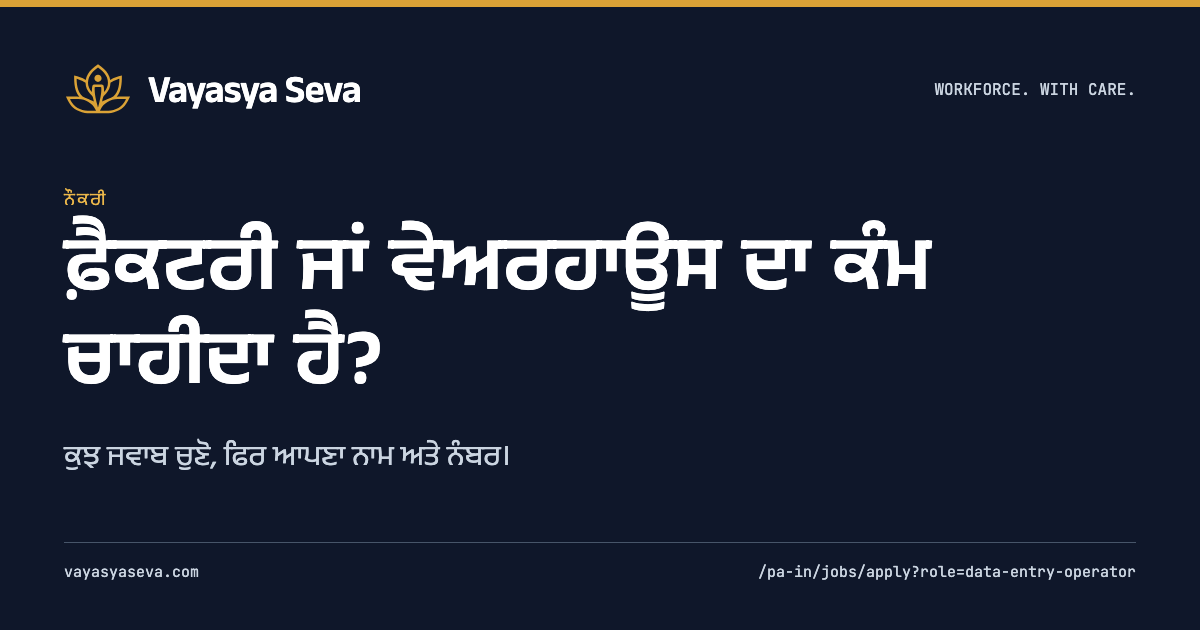 Vayasya Seva
WORKFORCE. WITH CARE.
ਨੌਕਰੀ
ਫ਼ੈਕਟਰੀ ਜਾਂ ਵੇਅਰਹਾਊਸ ਦਾ ਕੰਮ
ਚਾਹੀਦਾ ਹੈ?
ਕੁਝ ਜਵਾਬ ਚੁਣੋ, ਫਿਰ ਆਪਣਾ ਨਾਮ ਅਤੇ ਨੰਬਰ।
vayasyaseva.com
/pa-in/jobs/apply?role=data-entry-operator